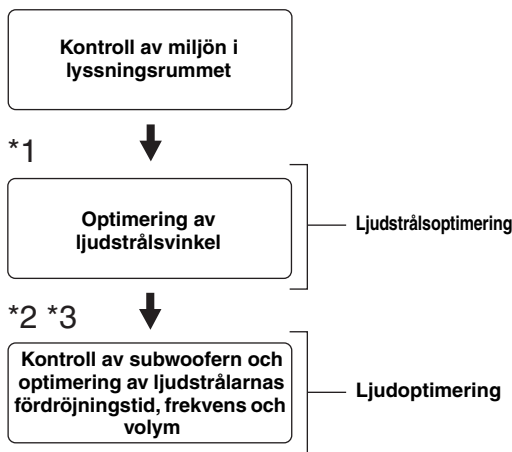 Kontroll av miljön i
lyssningsrummet
*1
Optimering av
ljudstrålsvinkel
Ljudstrålsoptimering
*2 *3
Kontroll av subwoofern och
optimering av ljudstrålarnas
fördröjningstid, frekvens och
volym
Ljudoptimering